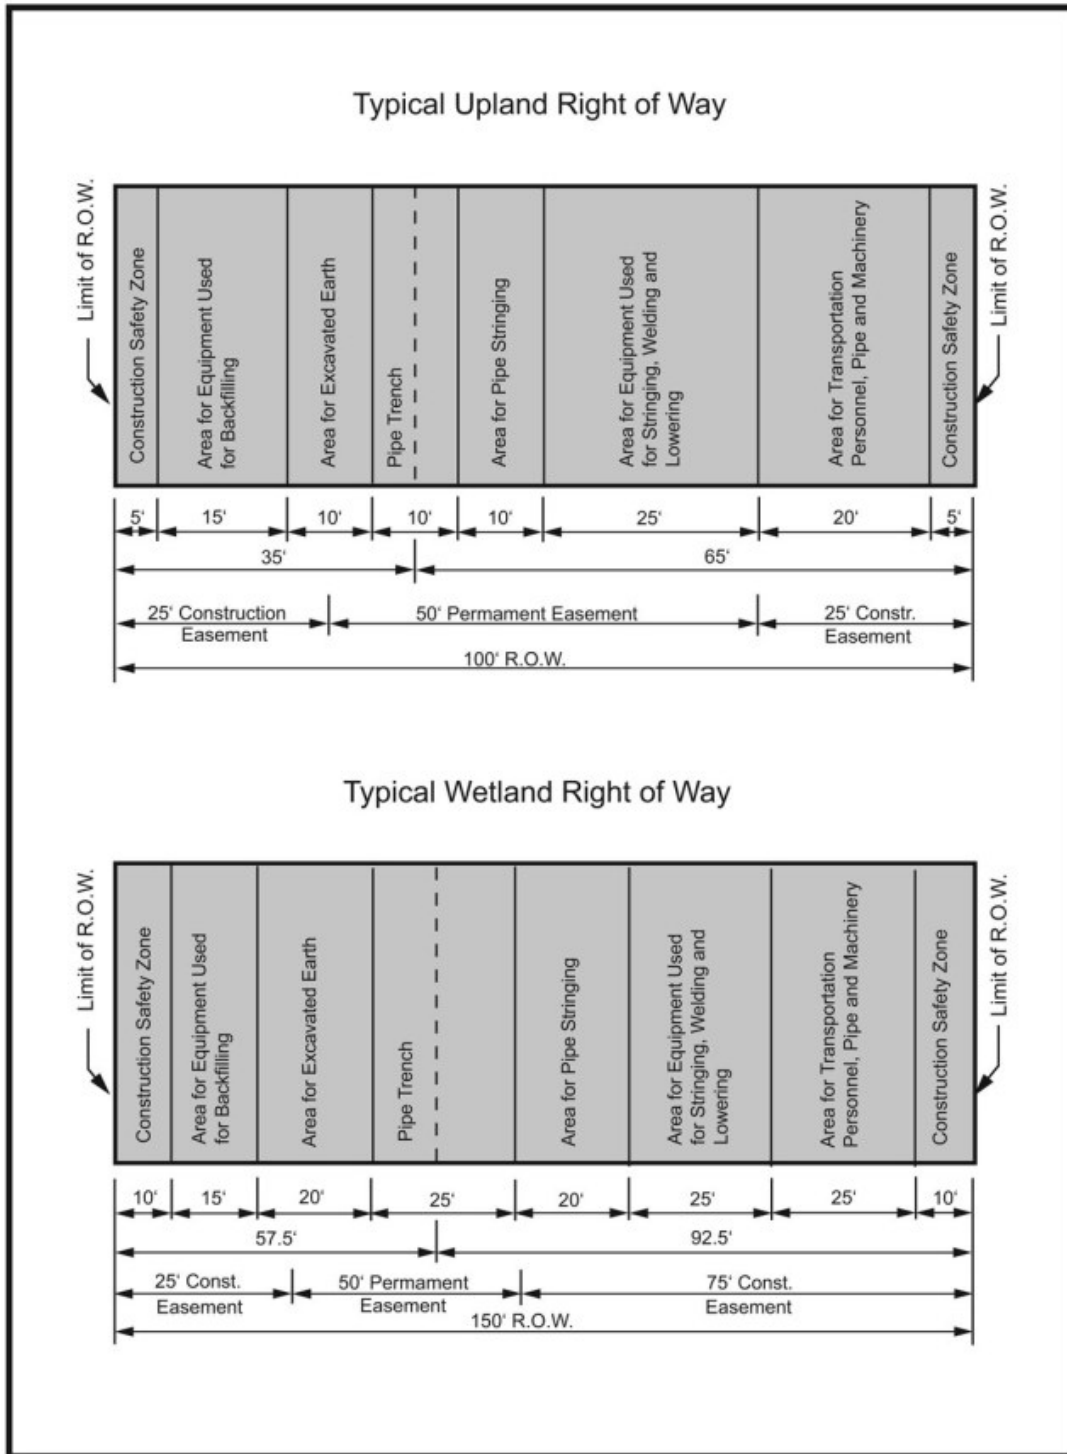 Typical Upland Right of Way
Limit of R.O.W.
Construction Safety Zone
Area for Equipment Used
for Backfilling
Area for Excavated Earth
Pipe Trench
Area for Pipe Stringing
Area for Equipment Used
for Stringing, Welding and
Lowering
Area for Transportation
Personnel, Pipe and Machinery
Construction Safety Zone
Limit of R.O.W.
5' 15' 10' 10' 10' 25' 20' 5'
35' 65'
25' Construction
Easement
50' Permament Easement
25' Constr.
Easement
100' R.O.W.
Typical Wetland Right of Way
Limit of R.O.W.
Construction Safety Zone
Area for Equipment Used
for Backfilling
Area for Excavated Earth
Pipe Trench
Area for Pipe Stringing
Area for Equipment Used
for Stringing, Welding and
Lowering
Area for Transportation
Personnel, Pipe and Machinery
Construction Safety Zone
Limit of R.O.W.
10' 15' 20' 25' 20' 25' 25' 10'
57.5' 92.5'
25' Const.
Easement
50' Permament
Easement
75' Const.
Easement
150' R.O.W.